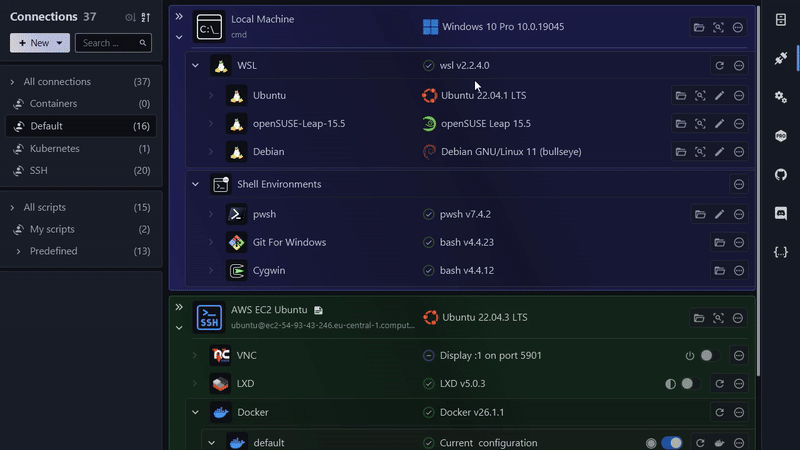 Connections 37
+ New
Search ...
All connections (37)
Containers (0)
Default (16)
Kubernetes (1)
SSH (20)
All scripts (15)
My scripts (2)
Predefined (13)
C:\_
Local Machine
cmd
Windows 10 Pro 10.0.19045
WSL
wsl v2.2.4.0
Ubuntu
Ubuntu 22.04.1 LTS
openSUSE-Leap-15.5
openSUSE Leap 15.5
Debian
Debian GNU/Linux 11 (bullseye)
Shell Environments
pwsh
pwsh v7.4.2
Git For Windows
bash v4.4.23
Cygwin
bash v4.4.12
SSH
AWS EC2 Ubuntu
ubuntu@ec2-54-93-43-246.eu-central-1.comput...
Ubuntu 22.04.3 LTS
VNC
Display :1 on port 5901
LXD
LXD v5.0.3
Docker
Docker v26.1.1
default
Current configuration
PRO